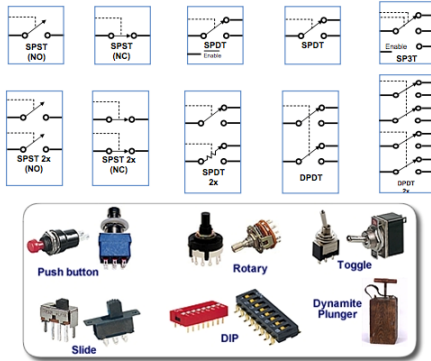 SPST
(NO)
SPST
(NC)
SPDT
Enable
SPDT
Enable
SP3T
SPST 2x
(NO)
SPST 2x
(NC)
SPDT
2x
DPDT
DPDT
2x
Push button
Rotary
Toggle
Slide
DIP
Dynamite
Plunger